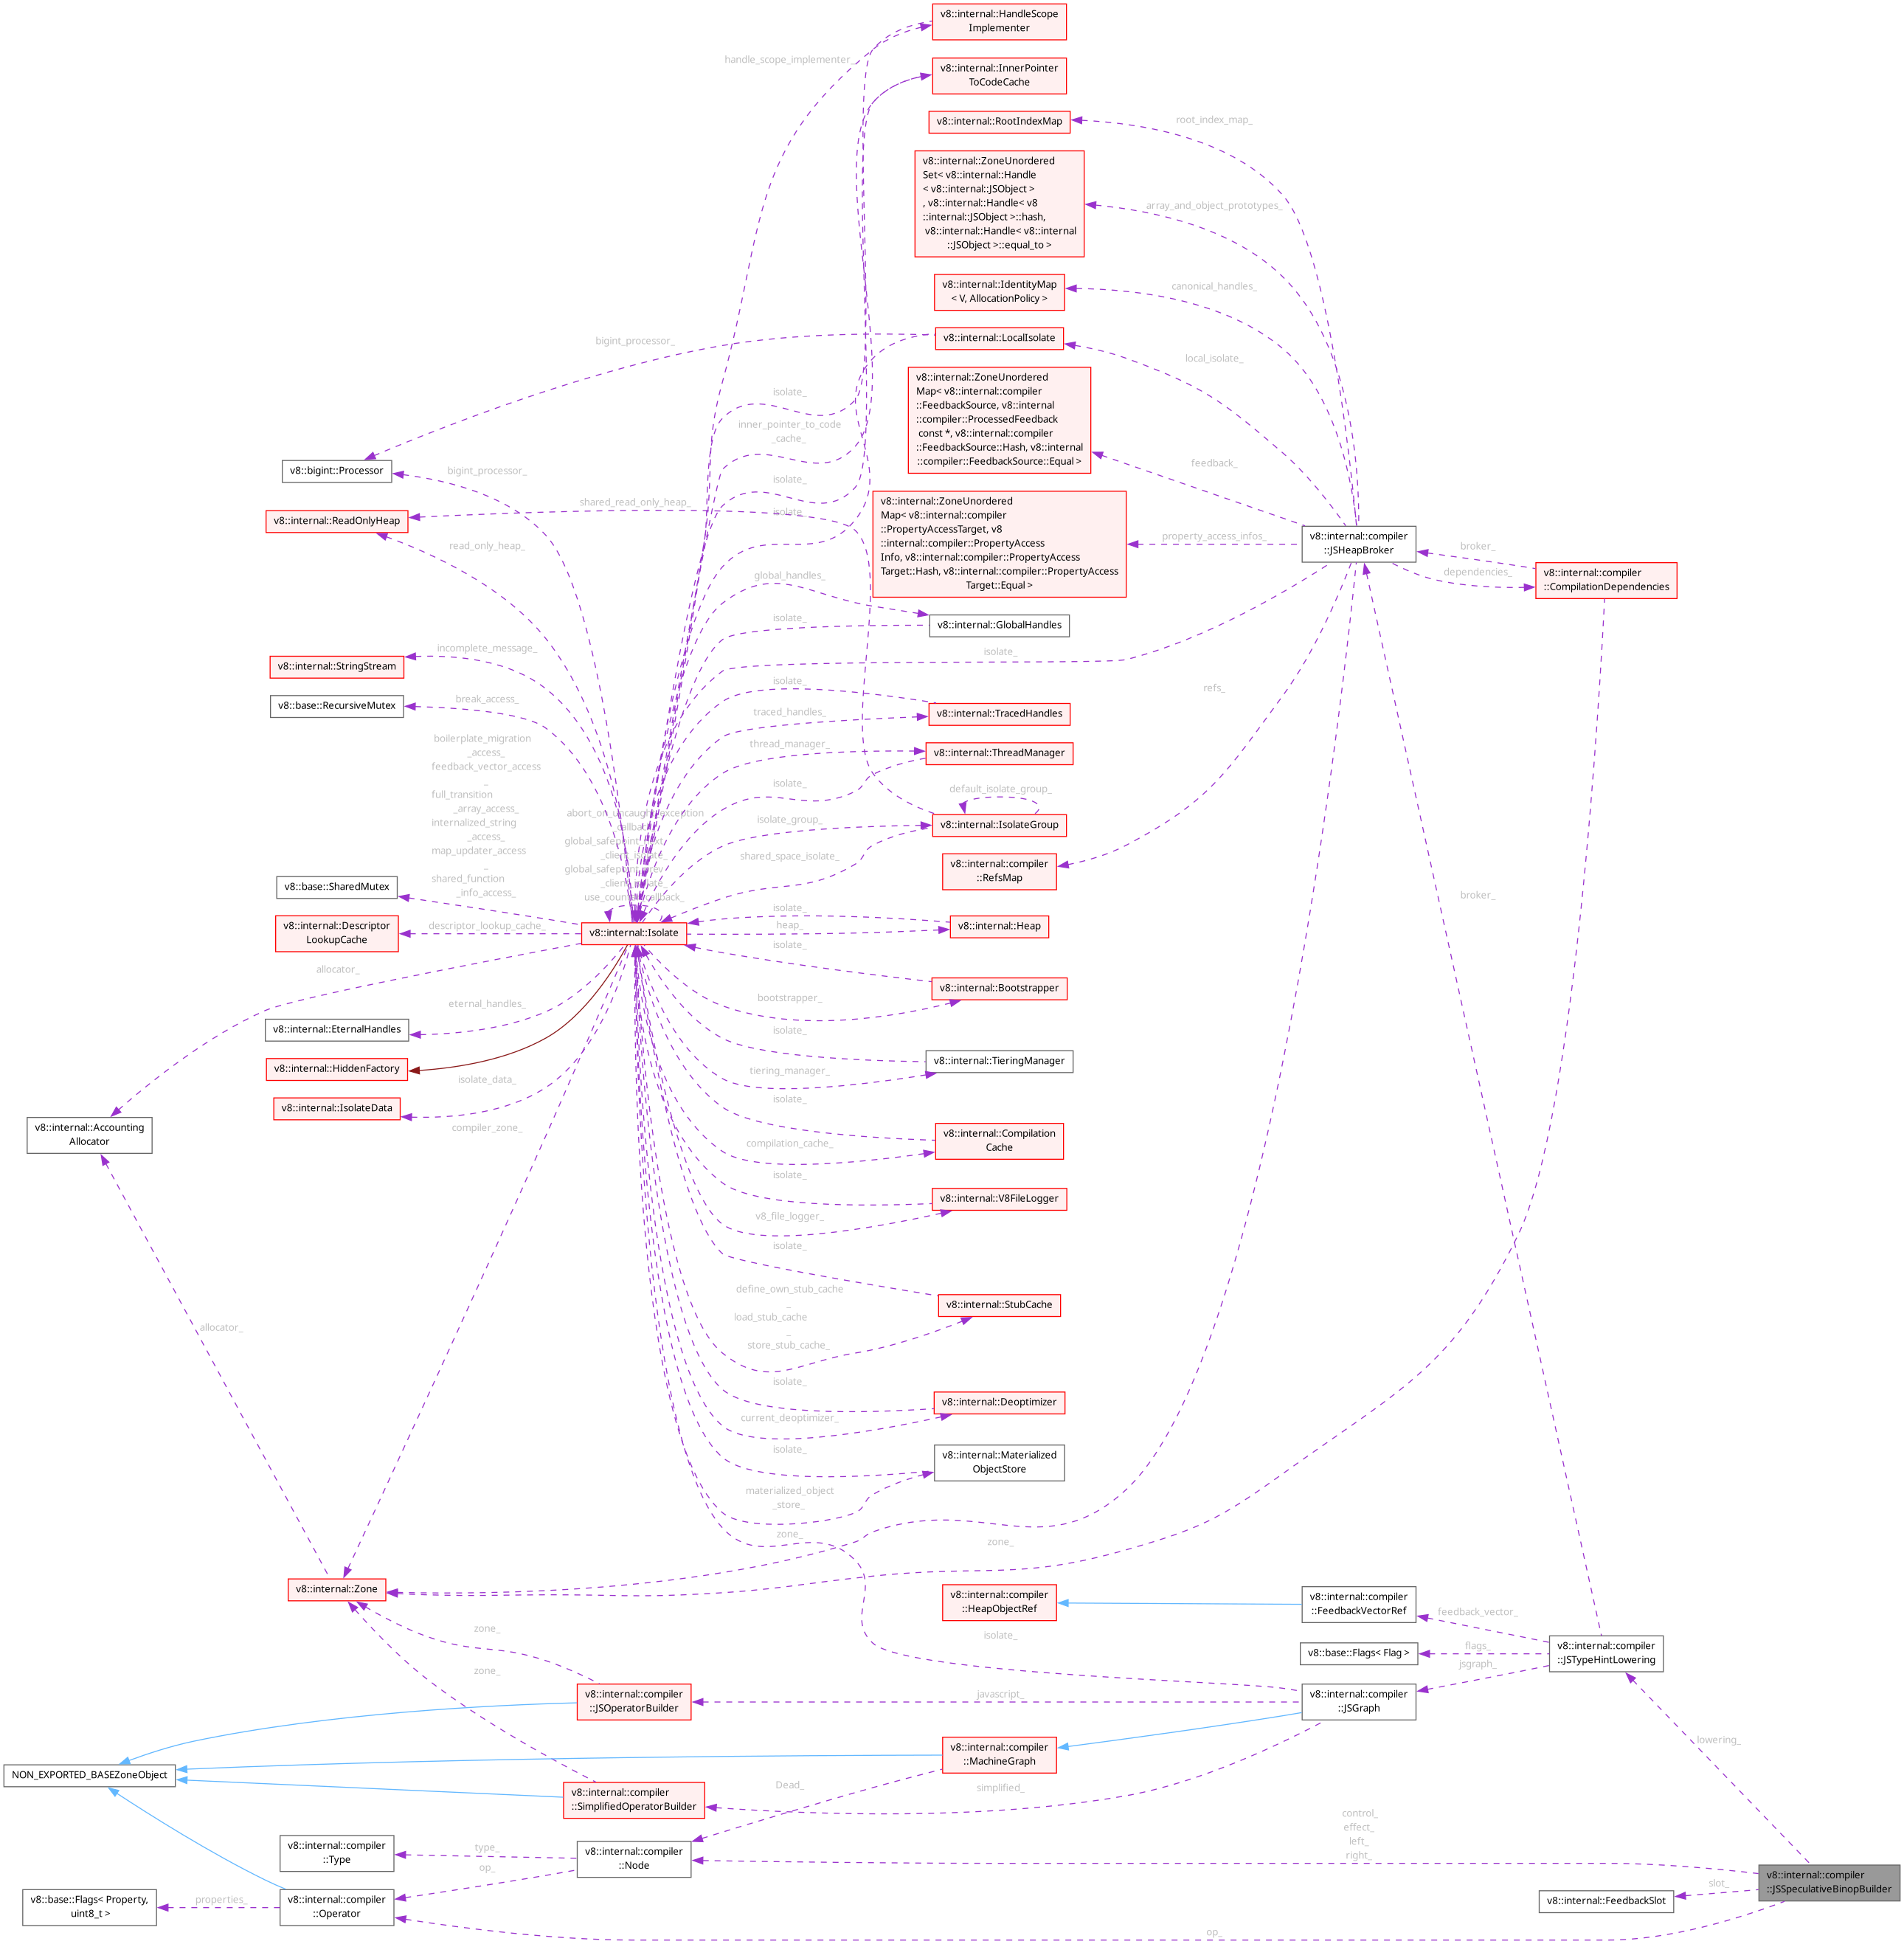 v8::internal::HandleScope
Implementer
handle_scope_implementer_
v8::internal::InnerPointer
ToCodeCache
v8::internal::RootIndexMap
root_index_map_
v8::internal::ZoneUnordered
Set< v8::internal::Handle
< v8::internal::JSObject >
, v8::internal::Handle< v8
::internal::JSObject >::hash,
v8::internal::Handle< v8::internal
::JSObject >::equal_to >
array_and_object_prototypes_
v8::internal::IdentityMap
< V, AllocationPolicy >
canonical_handles_
v8::internal::LocalIsolate
bigint_processor_
local_isolate_
v8::internal::ZoneUnordered
Map< v8::internal::compiler
::FeedbackSource, v8::internal
::compiler::ProcessedFeedback
const *, v8::internal::compiler
::FeedbackSource::Hash, v8::internal
::compiler::FeedbackSource::Equal >
isolate_
inner_pointer_to_code
_cache_
feedback_
v8::bigint::Processor
bigint_processor_
isolate_
v8::internal::ReadOnlyHeap
shared_read_only_heap_
isolate_
read_only_heap_
v8::internal::ZoneUnordered
Map< v8::internal::compiler
::PropertyAccessTarget, v8
::internal::compiler::PropertyAccess
Info, v8::internal::compiler::PropertyAccess
Target::Hash, v8::internal::compiler::PropertyAccess
Target::Equal >
property_access_infos_
v8::internal::compiler
::JSHeapBroker
broker_
dependencies_
v8::internal::compiler
::CompilationDependencies
global_handles_
isolate_
v8::internal::GlobalHandles
v8::internal::StringStream
incomplete_message_
isolate_
v8::base::RecursiveMutex
break_access_
isolate_
traced_handles_
v8::internal::TracedHandles
refs_
thread_manager_
v8::internal::ThreadManager
isolate_
boilerplate_migration
_access_
feedback_vector_access
_
full_transition
_array_access_
internalized_string
_access_
map_updater_access
_
shared_function
_info_access_
abort_on_uncaught_exception
_callback_
global_safepoint_next
_client_isolate_
global_safepoint_prev
_client_isolate_
use_counter_callback_
isolate_group_
default_isolate_group_
v8::internal::IsolateGroup
shared_space_isolate_
v8::internal::compiler
::RefsMap
broker_
v8::base::SharedMutex
v8::internal::Descriptor
LookupCache
descriptor_lookup_cache_
v8::internal::Isolate
isolate_
heap_
v8::internal::Heap
isolate_
allocator_
v8::internal::Bootstrapper
bootstrapper_
eternal_handles_
v8::internal::EternalHandles
isolate_
v8::internal::TieringManager
tiering_manager_
v8::internal::HiddenFactory
isolate_data_
v8::internal::IsolateData
isolate_
v8::internal::Accounting
Allocator
compiler_zone_
v8::internal::Compilation
Cache
compilation_cache_
isolate_
v8::internal::V8FileLogger
v8_file_logger_
isolate_
define_own_stub_cache
_
load_stub_cache
_
store_stub_cache_
v8::internal::StubCache
allocator_
isolate_
v8::internal::Deoptimizer
current_deoptimizer_
isolate_
v8::internal::Materialized
ObjectStore
materialized_object
_store_
zone_
zone_
v8::internal::Zone
v8::internal::compiler
::HeapObjectRef
v8::internal::compiler
::FeedbackVectorRef
feedback_vector_
zone_
isolate_
v8::base::Flags< Flag >
flags_
v8::internal::compiler
::JSTypeHintLowering
jsgraph_
zone_
v8::internal::compiler
::JSOperatorBuilder
javascript_
v8::internal::compiler
::JSGraph
lowering_
NON_EXPORTED_BASEZoneObject
v8::internal::compiler
::MachineGraph
Dead_
simplified_
v8::internal::compiler
::SimplifiedOperatorBuilder
control_
effect_
left_
right_
v8::internal::compiler
::Type
type_
op_
v8::internal::compiler
::Node
v8::base::Flags< Property,
uint8_t >
properties_
v8::internal::compiler
::Operator
v8::internal::FeedbackSlot
slot_
v8::internal::compiler
::JSSpeculativeBinopBuilder
op_